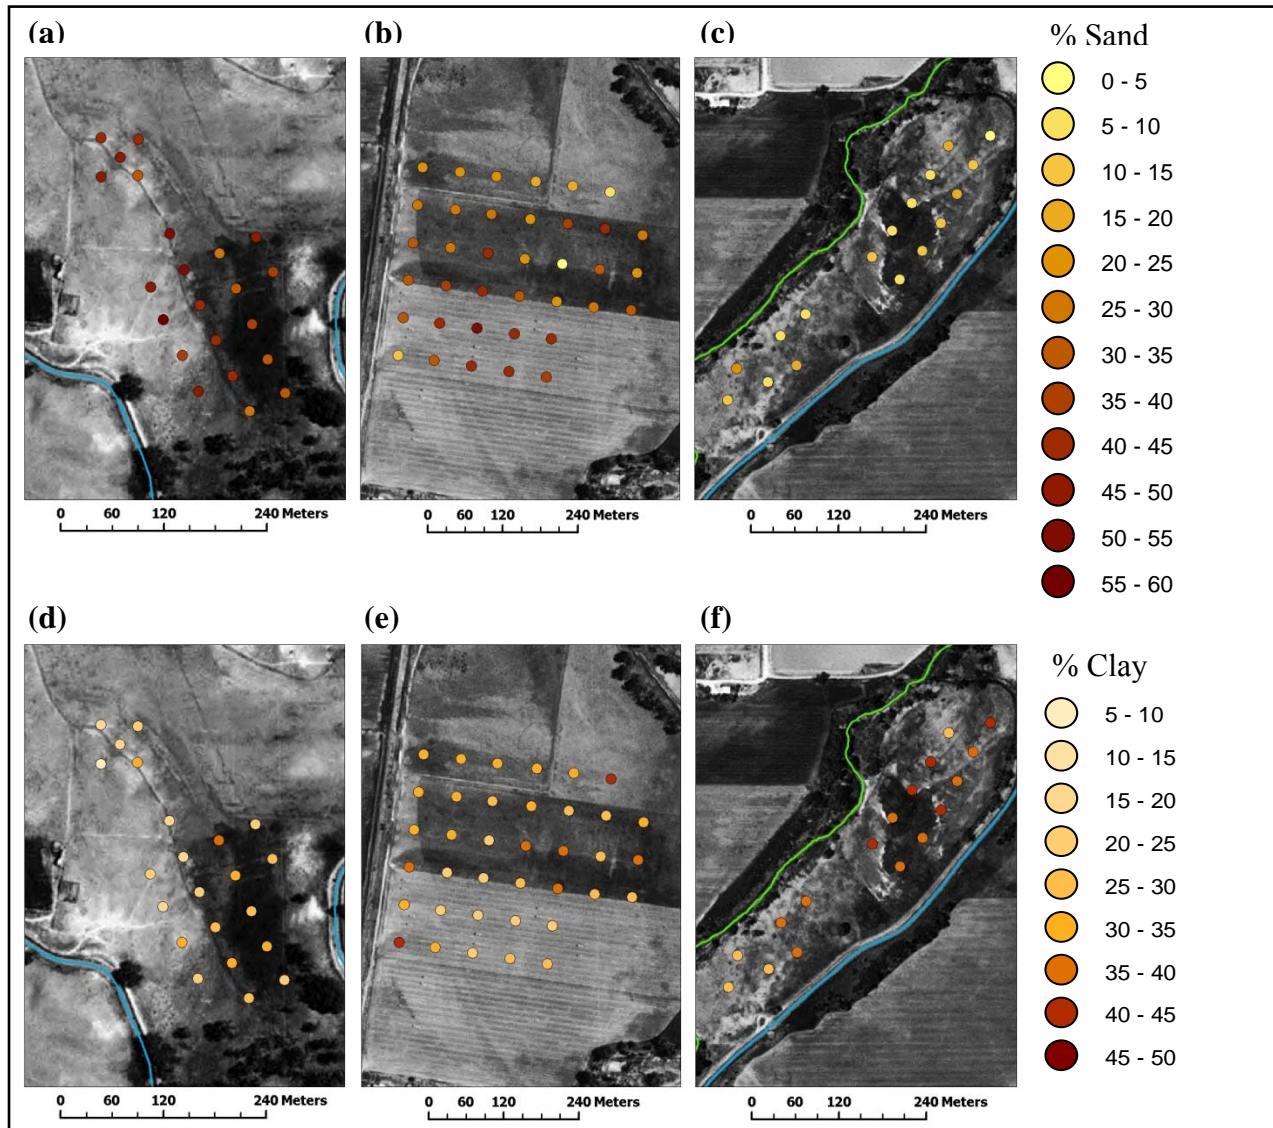 (a)
(b)
(c)
% Sand
0 - 5
5 - 10
10 - 15
15 - 20
20 - 25
25 - 30
30 - 35
35 - 40
40 - 45
45 - 50
50 - 55
55 - 60
0 60 120 240 Meters
0 60 120 240 Meters
0 60 120 240 Meters
(d)
(e)
(f)
% Clay
5 - 10
10 - 15
15 - 20
20 - 25
25 - 30
30 - 35
35 - 40
40 - 45
45 - 50
0 60 120 240 Meters
0 60 120 240 Meters
0 60 120 240 Meters